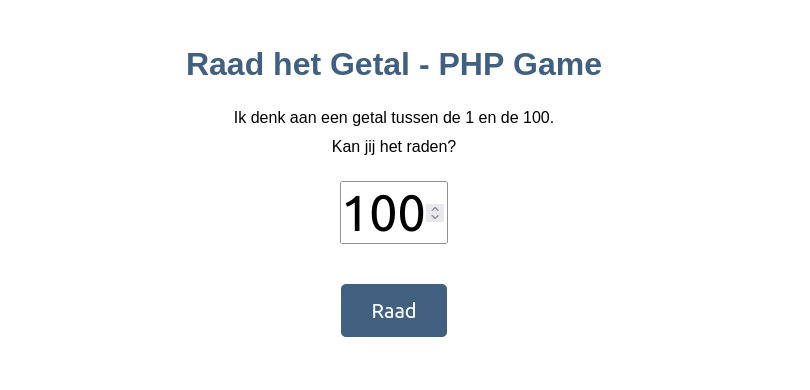 Raad het Getal - PHP Game
Ik denk aan een getal tussen de 1 en de 100.
Kan jij het raden?
100
Raad